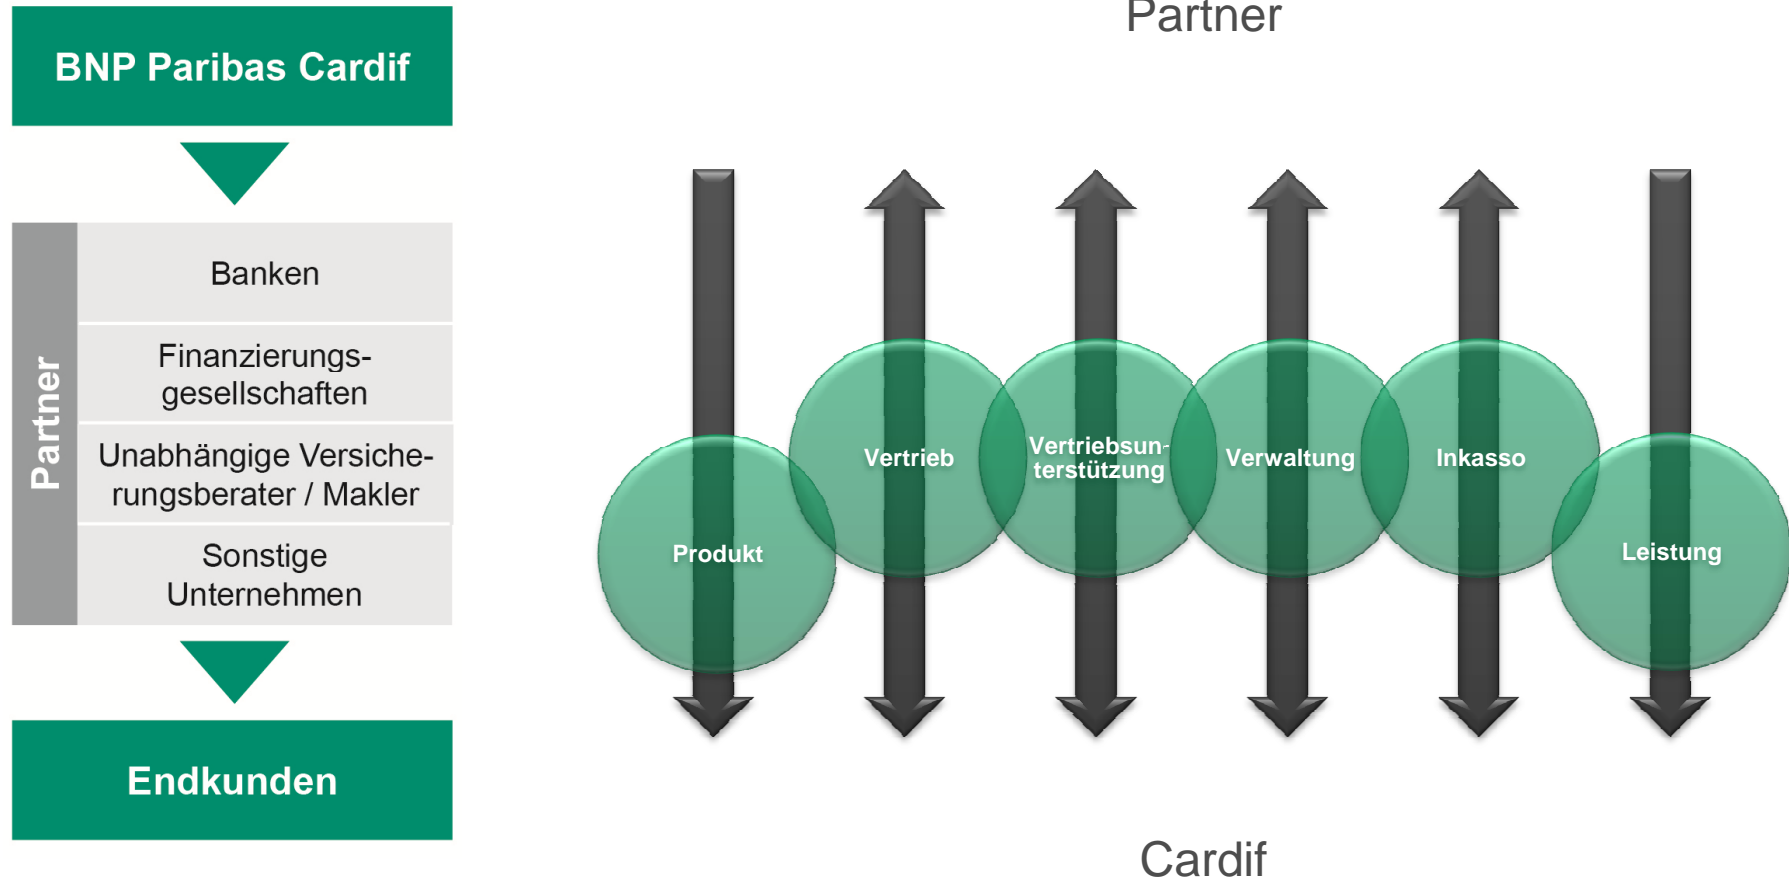 BNP Paribas Cardif
Partner
Banken
Finanzierungs-
gesellschaften
Unabhängige Versiche-
rungsberater / Makler
Sonstige
Unternehmen
Endkunden
Partner
Produkt
Vertrieb
Vertriebsun-
terstützung
Verwaltung
Inkasso
Leistung
Cardif